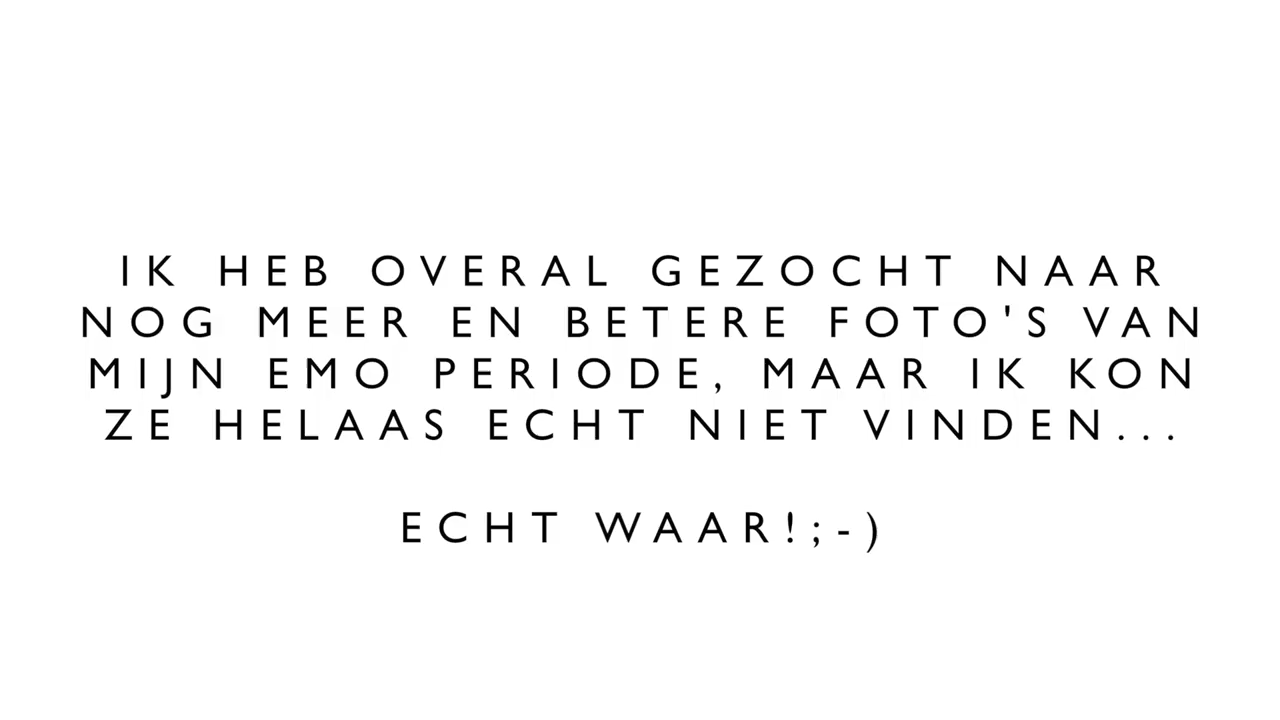 IK HEB OVERAL GEZOCHT NAAR
NOG MEER EN BETERE FOTO'S VAN
MIJN EMO PERIODE, MAAR IK KON
ZE HELAAS ECHT NIET VINDEN...
ECHT WAAR!;-)